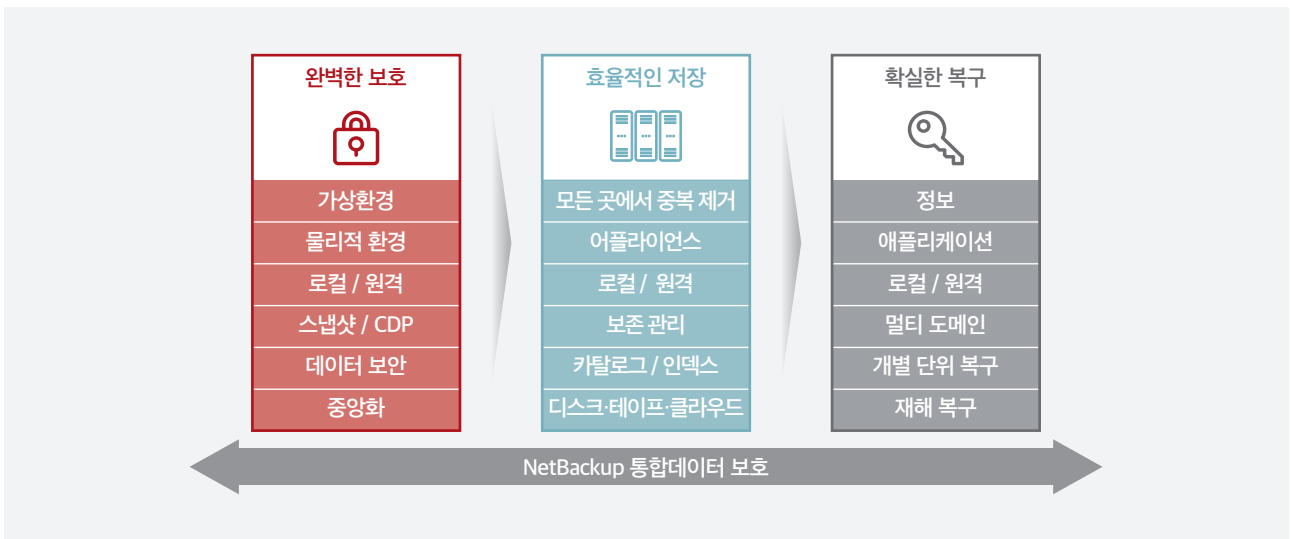 완벽한 보호
가상환경
물리적 환경
로컬 / 원격
스냅샷 / CDP
데이터 보안
중앙화
효율적인 저장
모든 곳에서 중복 제거
어플라이언스
로컬 / 원격
보존 관리
카탈로그 / 인덱스
디스크·테이프·클라우드
확실한 복구
정보
애플리케이션
로컬 / 원격
멀티 도메인
개별 단위 복구
재해 복구
NetBackup 통합데이터 보호